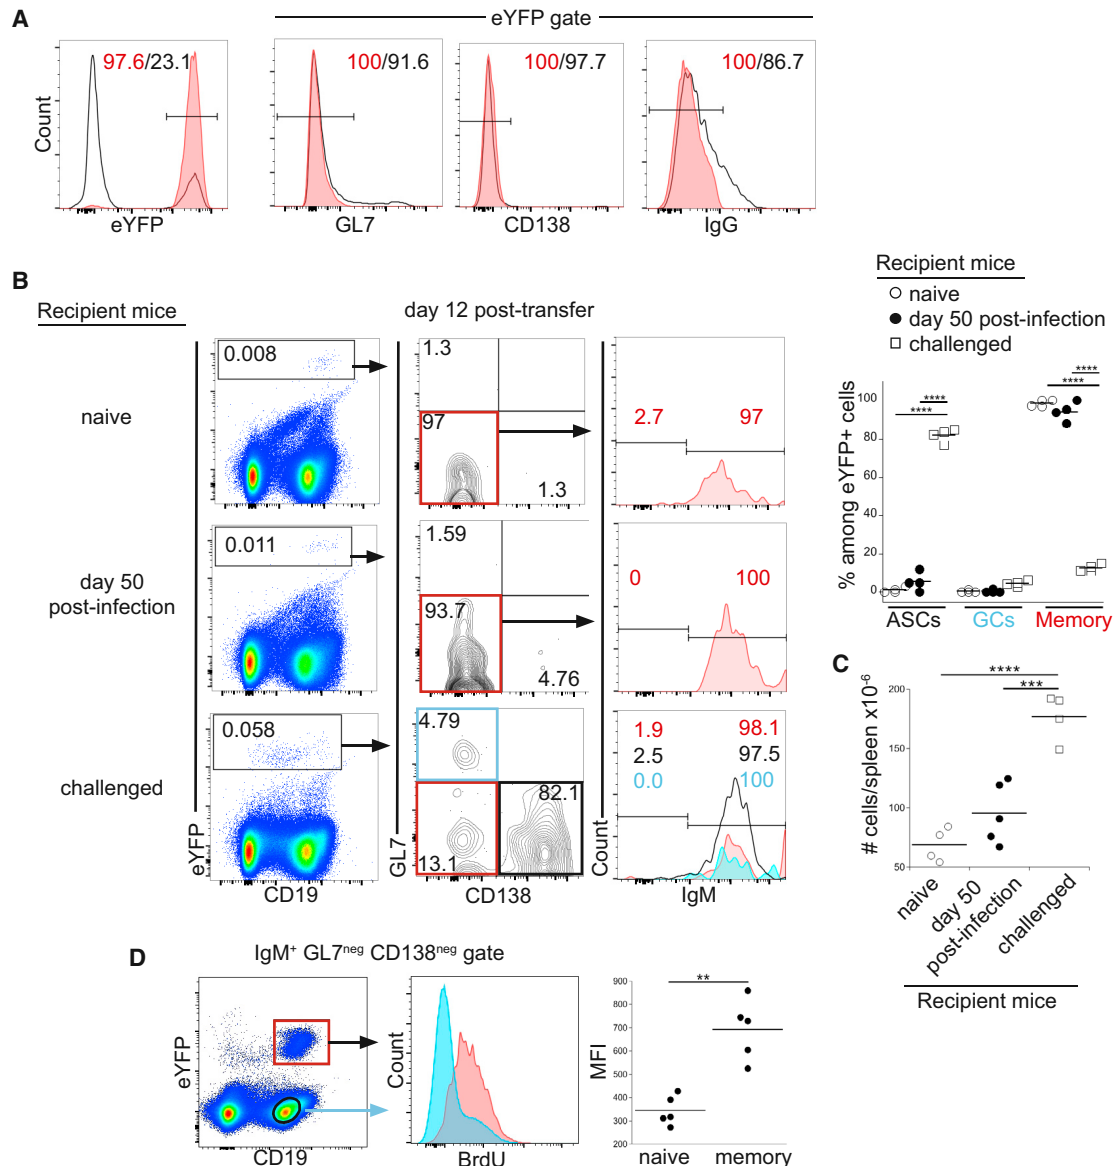 A
eYFP gate
97.6/23.1
100/91.6
100/97.7
100/86.7
Count
eYFP
GL7
CD138
IgG
B
Recipient mice
day 12 post-transfer
naive
0.008
1.3
97
1.3
2.7
97
day 50
post-infection
0.011
1.59
93.7
4.76
0
100
challenged
0.058
4.79
82.1
13.1
1.9
98.1
2.5
97.5
0.0
100
eYFP
CD19
GL7
CD138
Count
IgM
Recipient mice
naive
day 50 post-infection
challenged
****
****
****
****
% among eYFP+ cells
100
80
60
40
20
0
ASCs
GCs
Memory
C
# cells/spleen x10⁻⁶
****
***
200
150
100
50
naive
day 50
post-infection
challenged
Recipient mice
D
IgM⁺ GL7ⁿᵉᵍ CD138ⁿᵉᵍ gate
eYFP
CD19
Count
BrdU
MFI
**
900
800
700
600
500
400
300
200
naive
memory